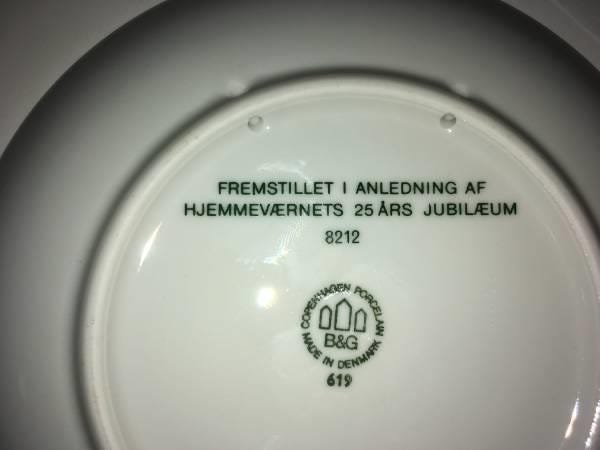 FREMSTILLET I ANLEDNING AF
HJEMMEVÆRNETS 25 ÅRS JUBILÆUM
8212
COPENHAGEN PORCELAIN
B&G
MADE IN DENMARK
619